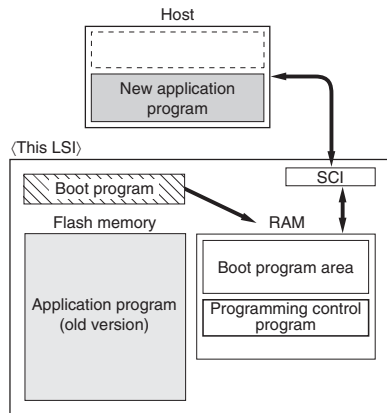 Host
New application
program
〈This LSI〉
SCI
Boot program
Flash memory
RAM
Boot program area
Application program
(old version)
Programming control
program